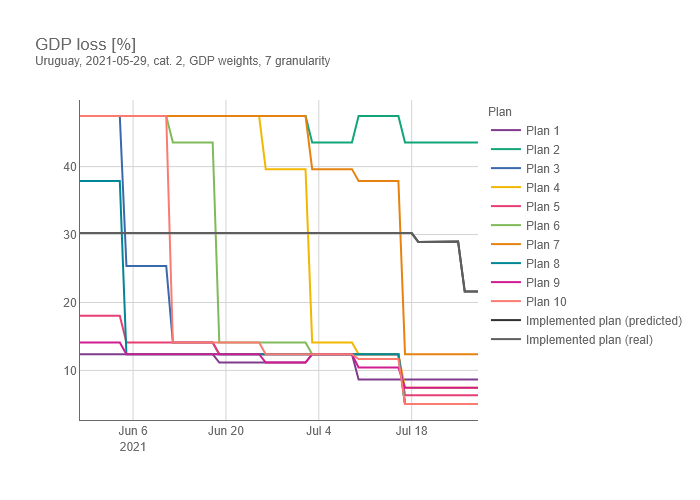 GDP loss [%]
Uruguay, 2021-05-29, cat. 2, GDP weights, 7 granularity
40
30
20
10
Jun 6
2021
Jun 20
Jul 4
Jul 18
Plan
Plan 1
Plan 2
Plan 3
Plan 4
Plan 5
Plan 6
Plan 7
Plan 8
Plan 9
Plan 10
Implemented plan (predicted)
Implemented plan (real)